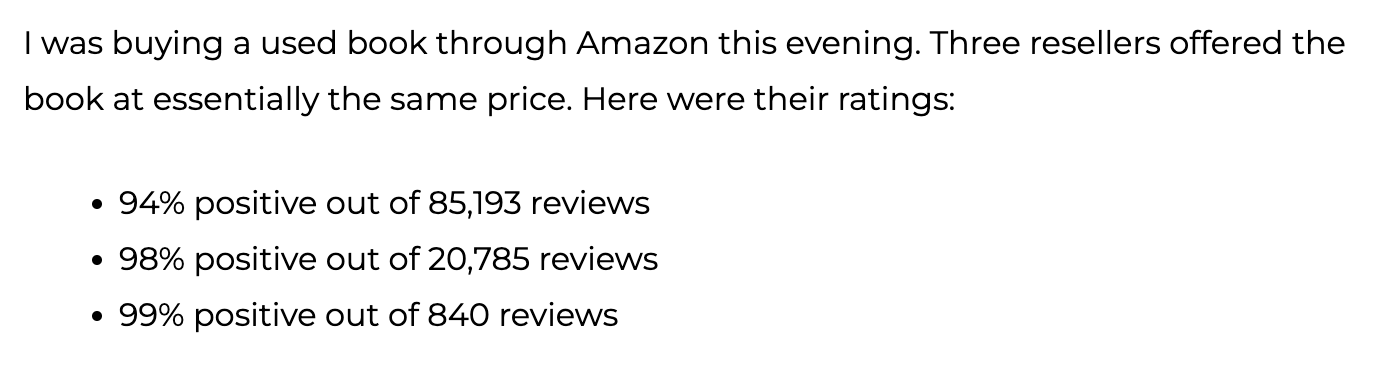 I was buying a used book through Amazon this evening. Three resellers offered the
book at essentially the same price. Here were their ratings:
• 94% positive out of 85,193 reviews
• 98% positive out of 20,785 reviews
• 99% positive out of 840 reviews